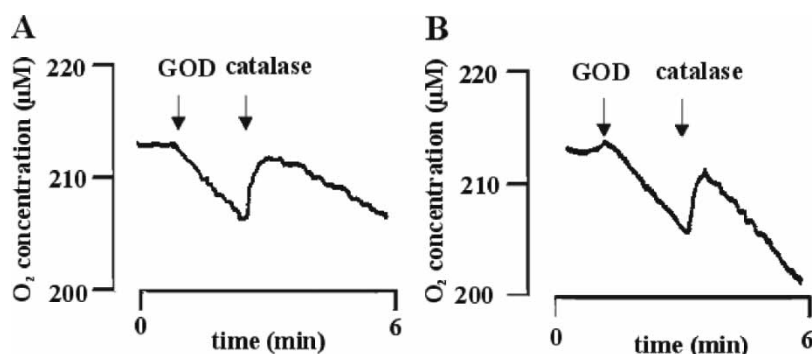 A
O₂ concentration (µM)
220
210
200
GOD catalase
0 6
time (min)
B
O₂ concentration (µM)
220
210
200
GOD catalase
0 6
time (min)